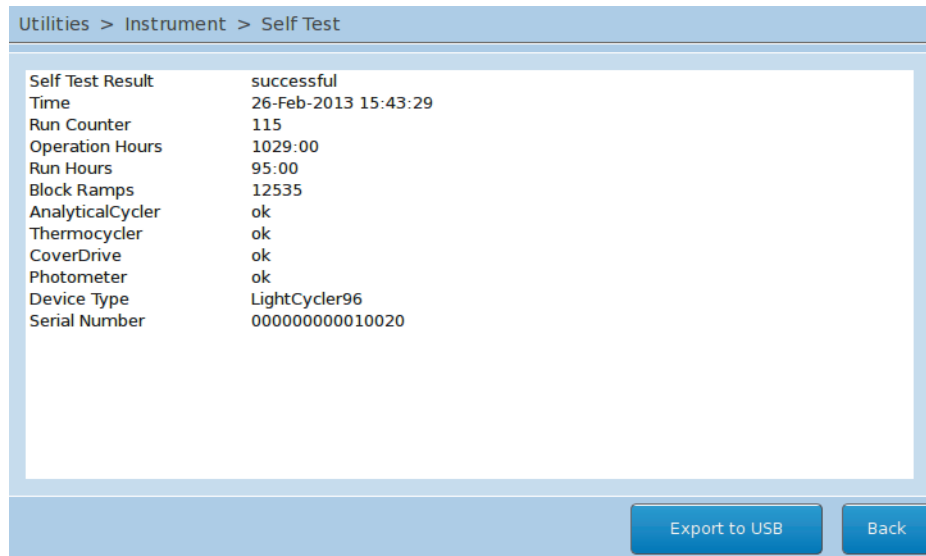 Utilities > Instrument > Self Test
Self Test Result successful
Time 26-Feb-2013 15:43:29
Run Counter 115
Operation Hours 1029:00
Run Hours 95:00
Block Ramps 12535
AnalyticalCycler ok
Thermocycler ok
CoverDrive ok
Photometer ok
Device Type LightCycler96
Serial Number 000000000010020
Export to USB Back